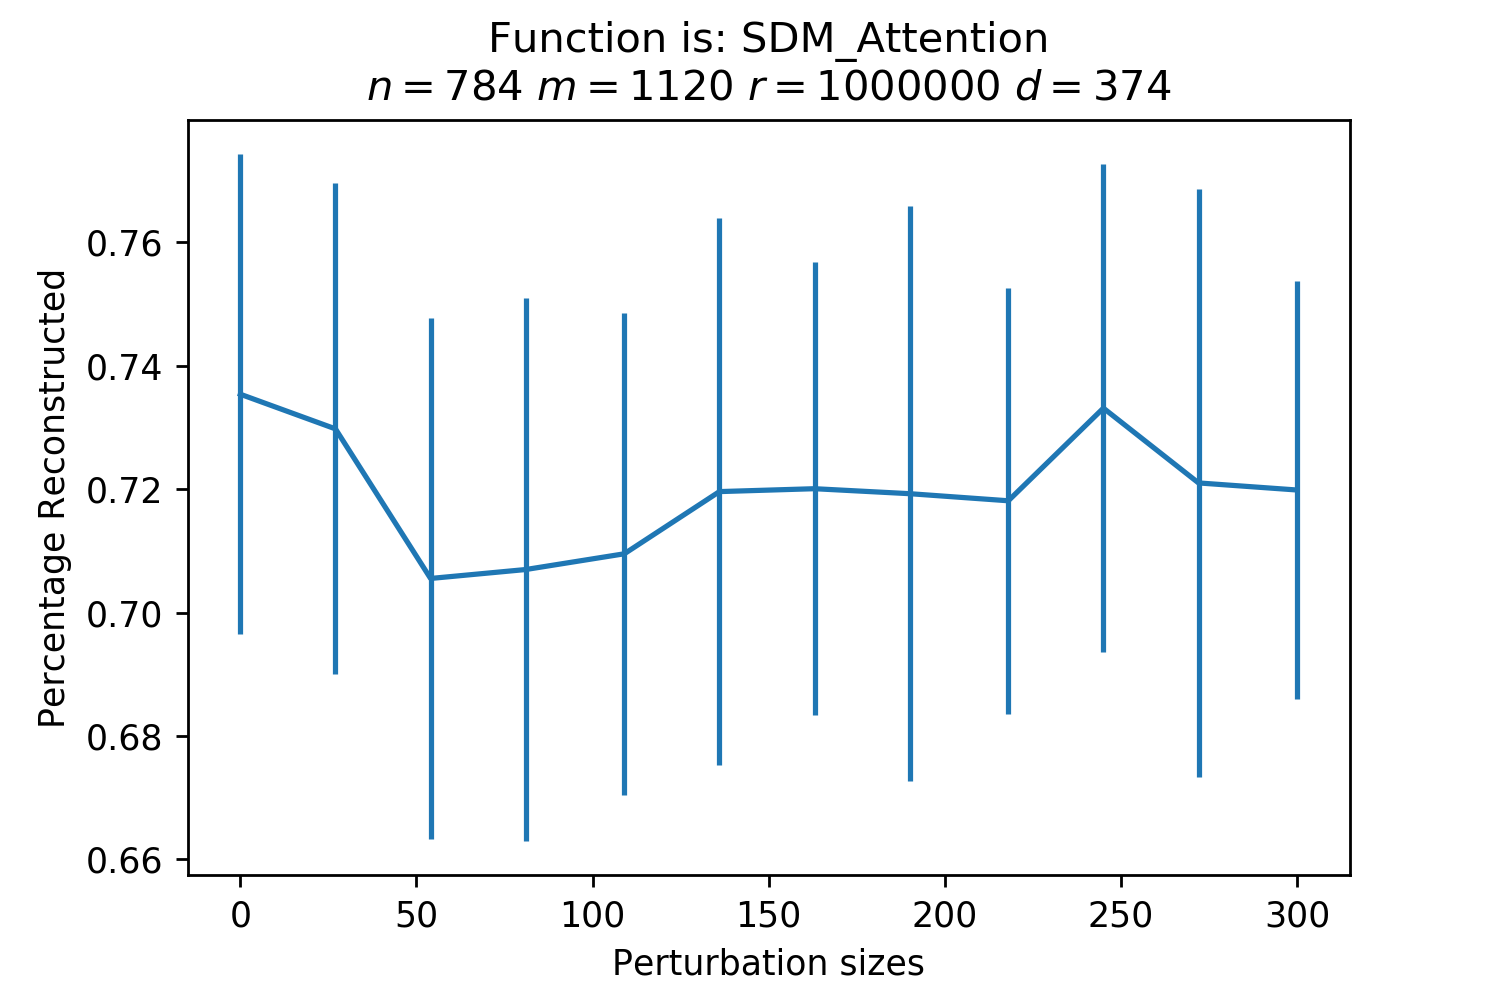 Function is: SDM_Attention
n = 784 m = 1120 r = 1000000 d = 374
Percentage Reconstructed
0.76
0.74
0.72
0.70
0.68
0.66
0 50 100 150 200 250 300
Perturbation sizes